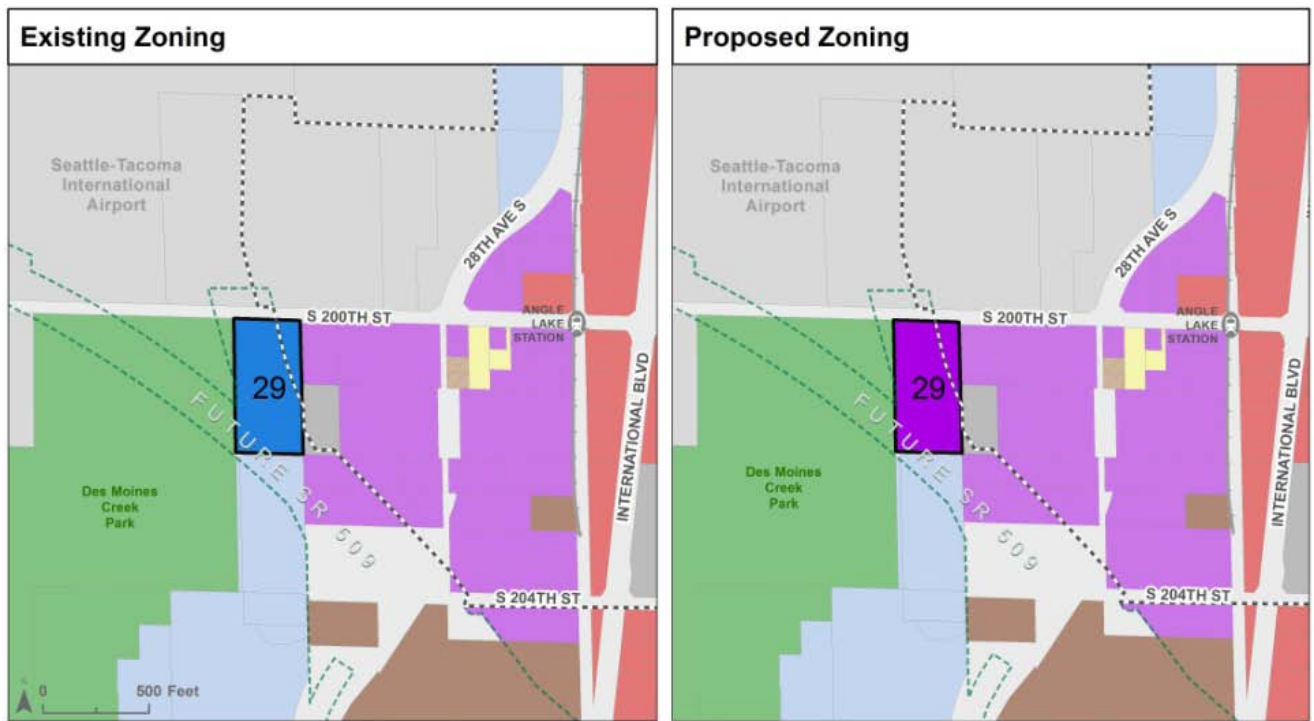 Existing Zoning
Seattle-Tacoma
International
Airport
28TH AVE S
S 200TH ST
ANGLE
LAKE
STATION
29
FUTURE SR 509
INTERNATIONAL BLVD
Des Moines
Creek
Park
S 204TH ST
0 500 Feet
Proposed Zoning
Seattle-Tacoma
International
Airport
28TH AVE S
S 200TH ST
ANGLE
LAKE
STATION
29
FUTURE SR 509
INTERNATIONAL BLVD
Des Moines
Creek
Park
S 204TH ST